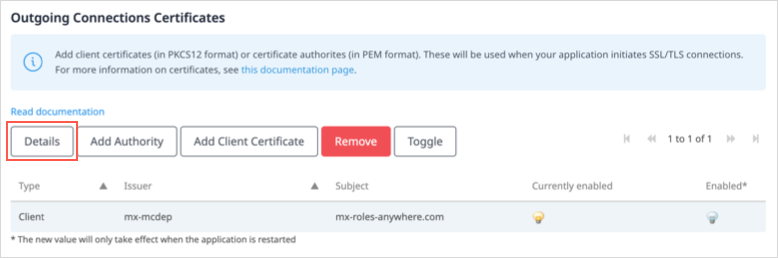 Outgoing Connections Certificates
Add client certificates (in PKCS12 format) or certificate authorites (in PEM format). These will be used when your application initiates SSL/TLS connections.
For more information on certificates, see this documentation page.
Read documentation
Details Add Authority Add Client Certificate Remove Toggle 1 to 1 of 1
Type Issuer Subject Currently enabled Enabled*
Client mx-mcdep mx-roles-anywhere.com
* The new value will only take effect when the application is restarted